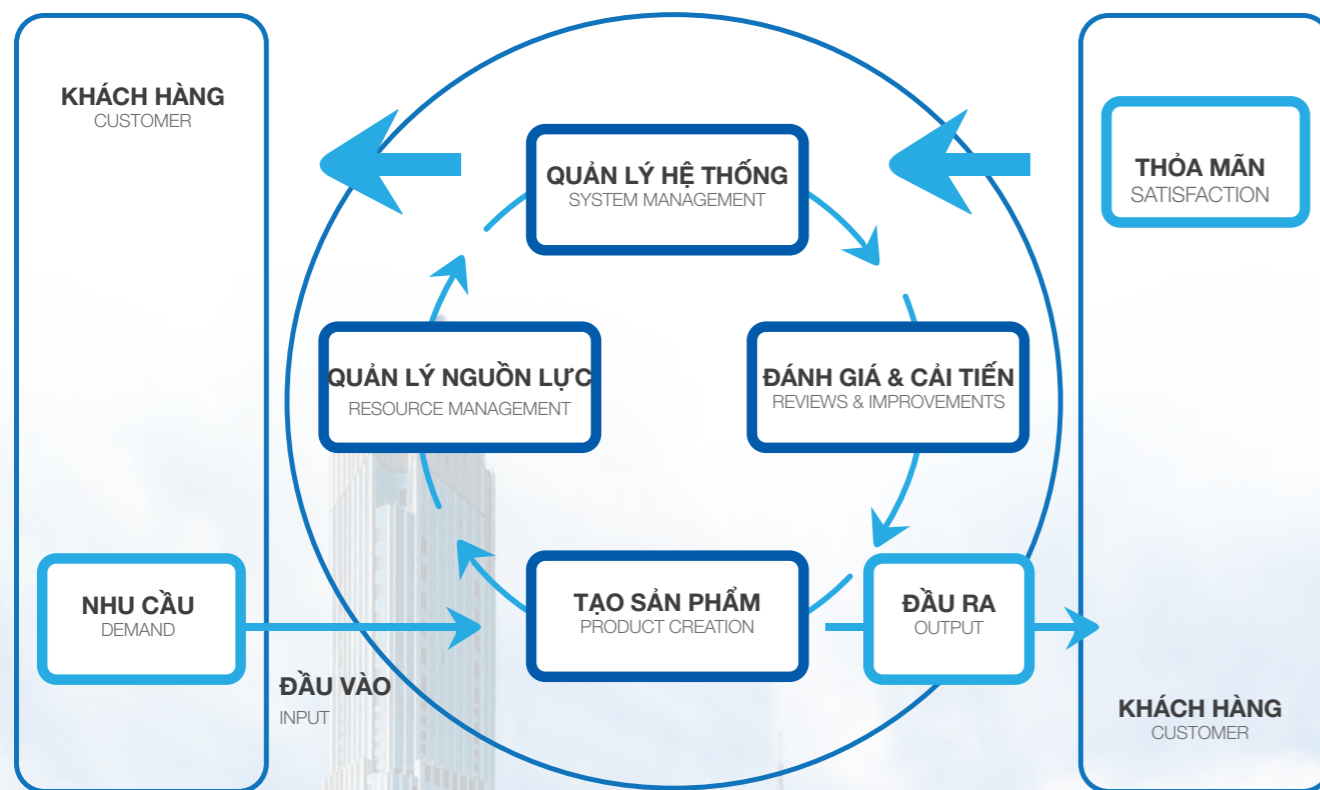 KHÁCH HÀNG
CUSTOMER
QUẢN LÝ HỆ THỐNG
SYSTEM MANAGEMENT
THỎA MÃN
SATISFACTION
QUẢN LÝ NGUỒN LỰC
RESOURCE MANAGEMENT
ĐÁNH GIÁ & CẢI TIẾN
REVIEWS & IMPROVEMENTS
NHU CẦU
DEMAND
TẠO SẢN PHẨM
PRODUCT CREATION
ĐẦU RA
OUTPUT
ĐẦU VÀO
INPUT
KHÁCH HÀNG
CUSTOMER